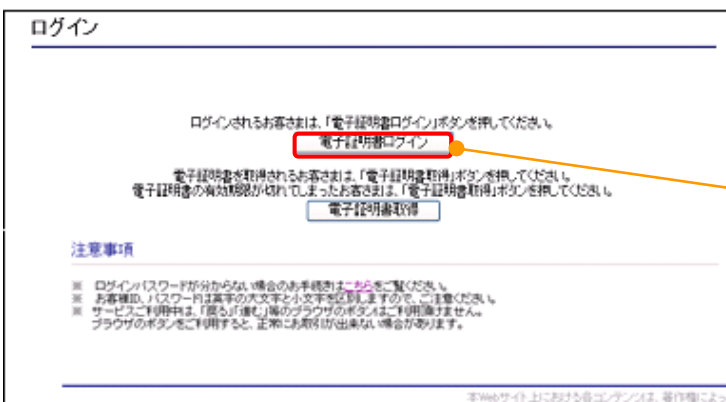 ログイン
ログインされるお客さまは、「電子証明書ログイン」ボタンを押してください。
電子証明書ログイン
電子証明書を取得されるお客さまは、「電子証明書取得」ボタンを押してください。
電子証明書の有効期限が切れてしまったお客さまは、「電子証明書取得」ボタンを押してください。
電子証明書取得
注意事項
※ ログインパスワードが分からない場合のお手続きはこちらをご覧ください。
※ お客様ID、パスワードは英字の大文字と小文字を区別しますので、ご注意ください。
※ サービスご利用中は、「戻る」「進む」等のブラウザのボタンはご利用頂けません。
ブラウザのボタンをご利用すると、正常にお取引が出来ない場合があります。
本Webサイト上における各コンテンツは、著作権によっ